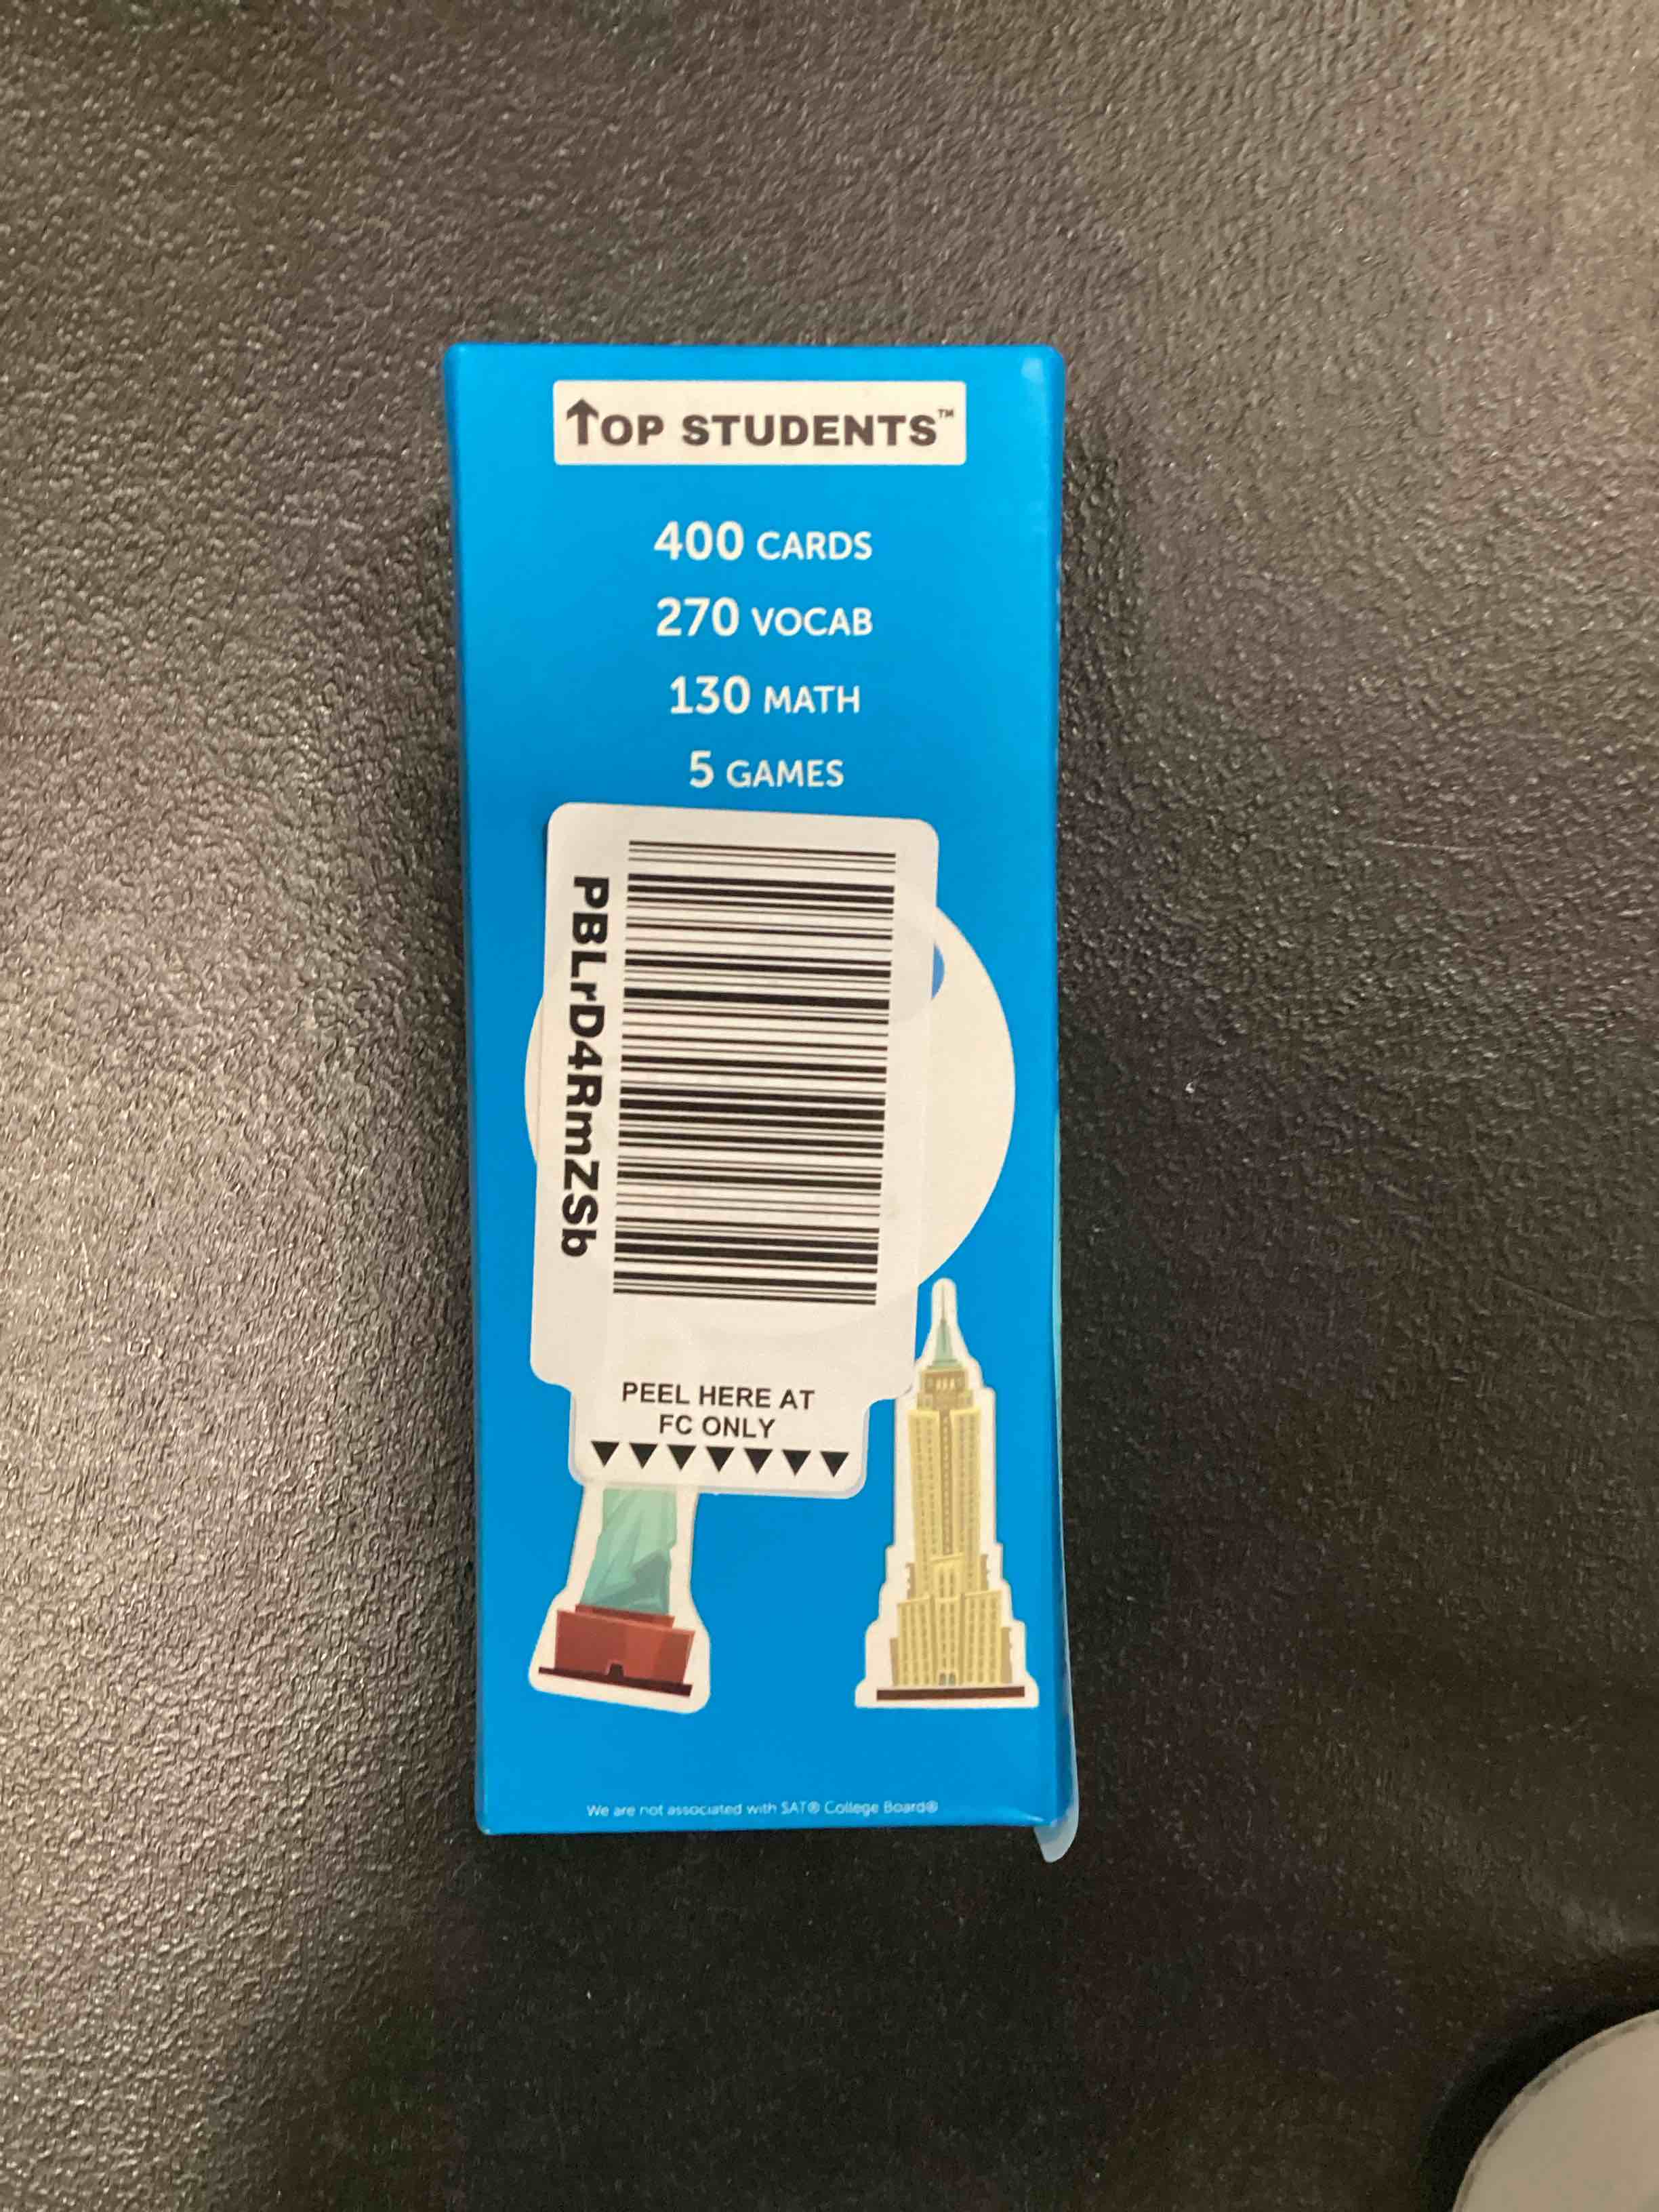 TOP STUDENTS™
400 CARDS
270 VOCAB
130 MATH
5 GAMES
PBLrD4RmZSb
PEEL HERE AT
FC ONLY
We are not associated with SAT® College Board®